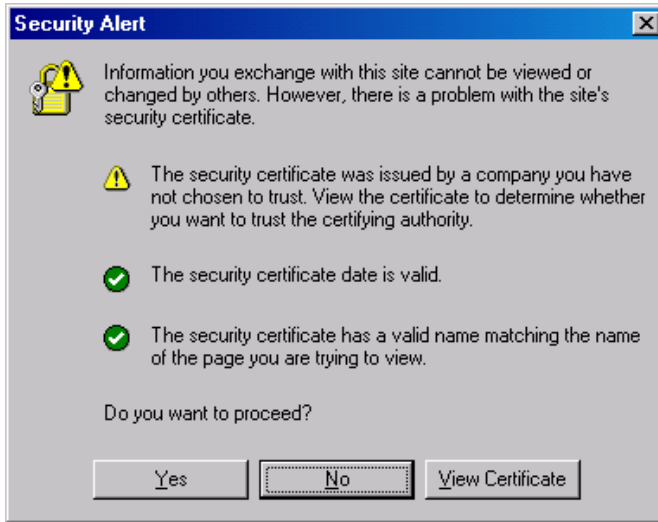 Security Alert
Information you exchange with this site cannot be viewed or
changed by others. However, there is a problem with the site's
security certificate.
The security certificate was issued by a company you have
not chosen to trust. View the certificate to determine whether
you want to trust the certifying authority.
The security certificate date is valid.
The security certificate has a valid name matching the name
of the page you are trying to view.
Do you want to proceed?
Yes No View Certificate